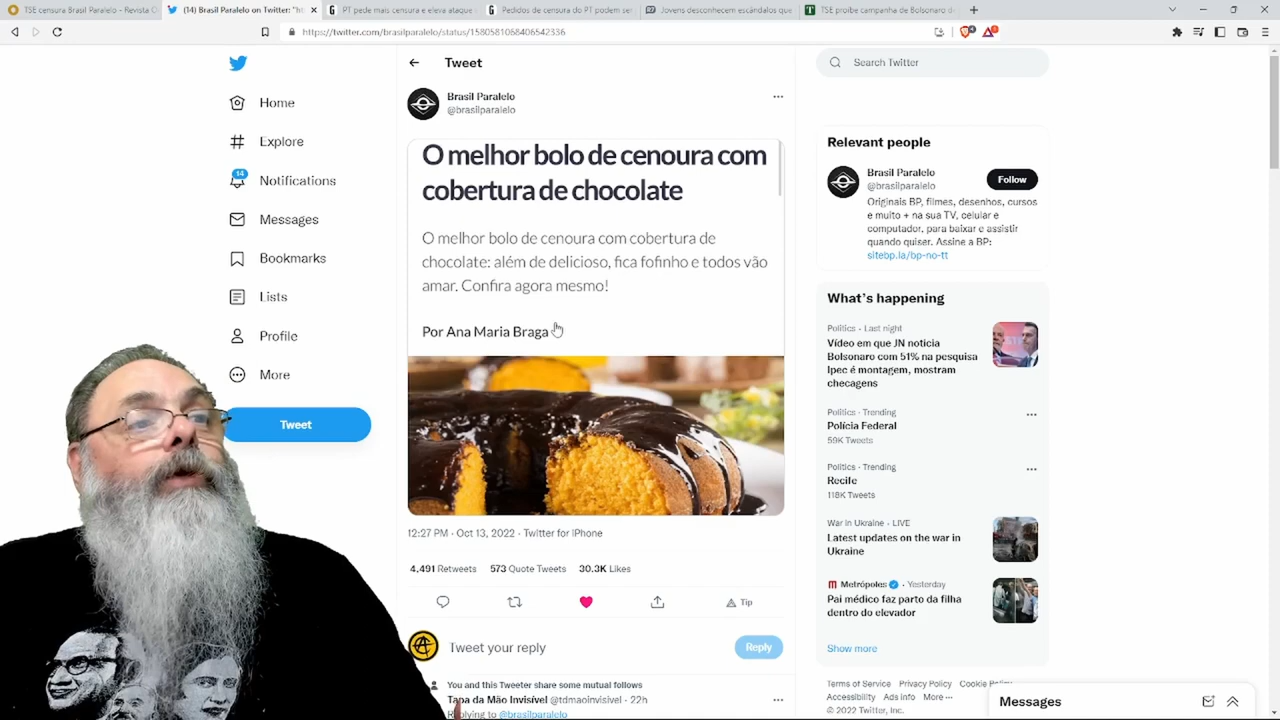 TSE censura Brasil Paralelo - Revista O
(14) Brasil Paralelo on Twitter: "h
PT pede mais censura e eleva ataque
Pedidos de censura do PT podem ser
Jovens desconhecem escândalos que
TSE proíbe campanha de Bolsonaro de
https://twitter.com/brasilparalelo/status/1580581068406542336
Home
Explore
14
Notifications
Messages
Bookmarks
Lists
Profile
More
Tweet
Tweet
Brasil Paralelo
@brasilparalelo
O melhor bolo de cenoura com
cobertura de chocolate
O melhor bolo de cenoura com cobertura de
chocolate: além de delicioso, fica fofinho e todos vão
amar. Confira agora mesmo!
Por Ana Maria Braga
12:27 PM · Oct 13, 2022 · Twitter for iPhone
4,491 Retweets 573 Quote Tweets 30.3K Likes
Tip
Tweet your reply
Reply
You and this Tweeter share some mutual follows
Tapa da Mão Invisível @tdmaoinvisivel · 22h
Replying to @brasilparalelo
Search Twitter
Relevant people
Brasil Paralelo
@brasilparalelo
Follow
Originals BP, filmes, desenhos, cursos
e muito + na sua TV, celular e
computador, para baixar e assistir
quando quiser. Assine a BP:
sitebp.la/bp-no-tt
What's happening
Politics · Last night
Vídeo em que JN noticia
Bolsonaro com 51% na pesquisa
Ipec é montagem, mostram
checagens
Politics · Trending
Polícia Federal
59K Tweets
Politics · Trending
Recife
118K Tweets
War in Ukraine · LIVE
Latest updates on the war in
Ukraine
Metrópoles · Yesterday
Pai médico faz parto da filha
dentro do elevador
Show more
Terms of Service Privacy Policy Cookie Policy
Accessibility Ads info More ···
© 2022 Twitter, Inc.
Messages